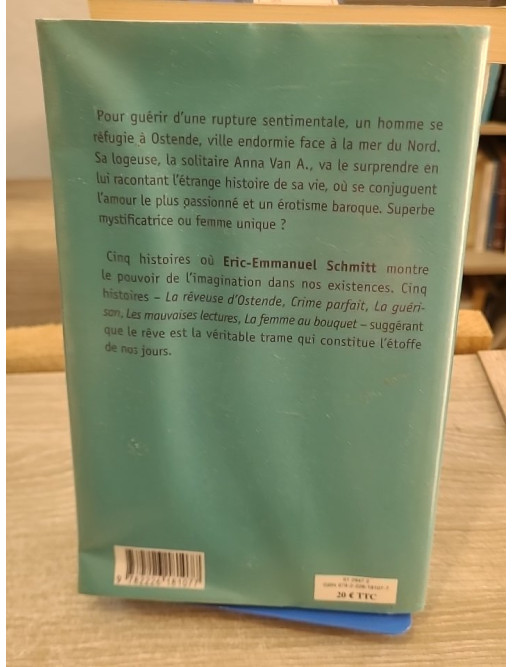 Pour guérir d'une rupture sentimentale, un homme se
réfugie à Ostende, ville endormie face à la mer du Nord.
Sa logeuse, la solitaire Anna Van A., va le surprendre en
lui racontant l'étrange histoire de sa vie, où se conjuguent
l'amour le plus passionné et un érotisme baroque. Superbe
mystificatrice ou femme unique ?
Cinq histoires où Eric-Emmanuel Schmitt montre
le pouvoir de l'imagination dans nos existences. Cinq
histoires – La rêveuse d'Ostende, Crime parfait, La guéri-
son, Les mauvaises lectures, La femme au bouquet – suggérant
que le rêve est la véritable trame qui constitue l'étoffe
de nos jours.
9 782226 181077
20 € TTC